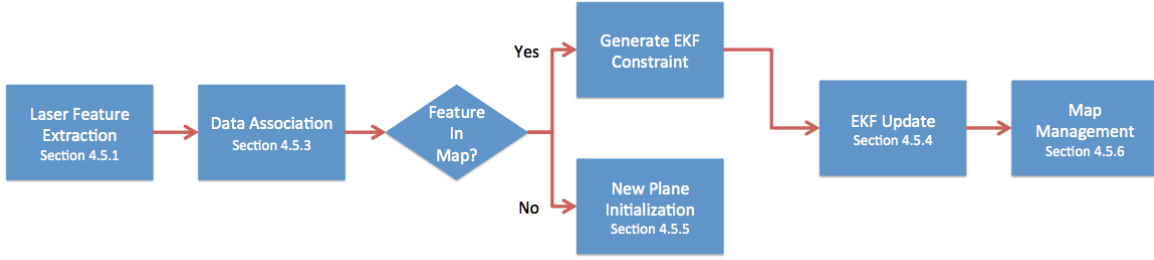 Laser Feature
Extraction
Section 4.5.1
Data Association
Section 4.5.3
Feature
In
Map?
Yes
Generate EKF
Constraint
No
New Plane
Initialization
Section 4.5.5
EKF Update
Section 4.5.4
Map
Management
Section 4.5.6